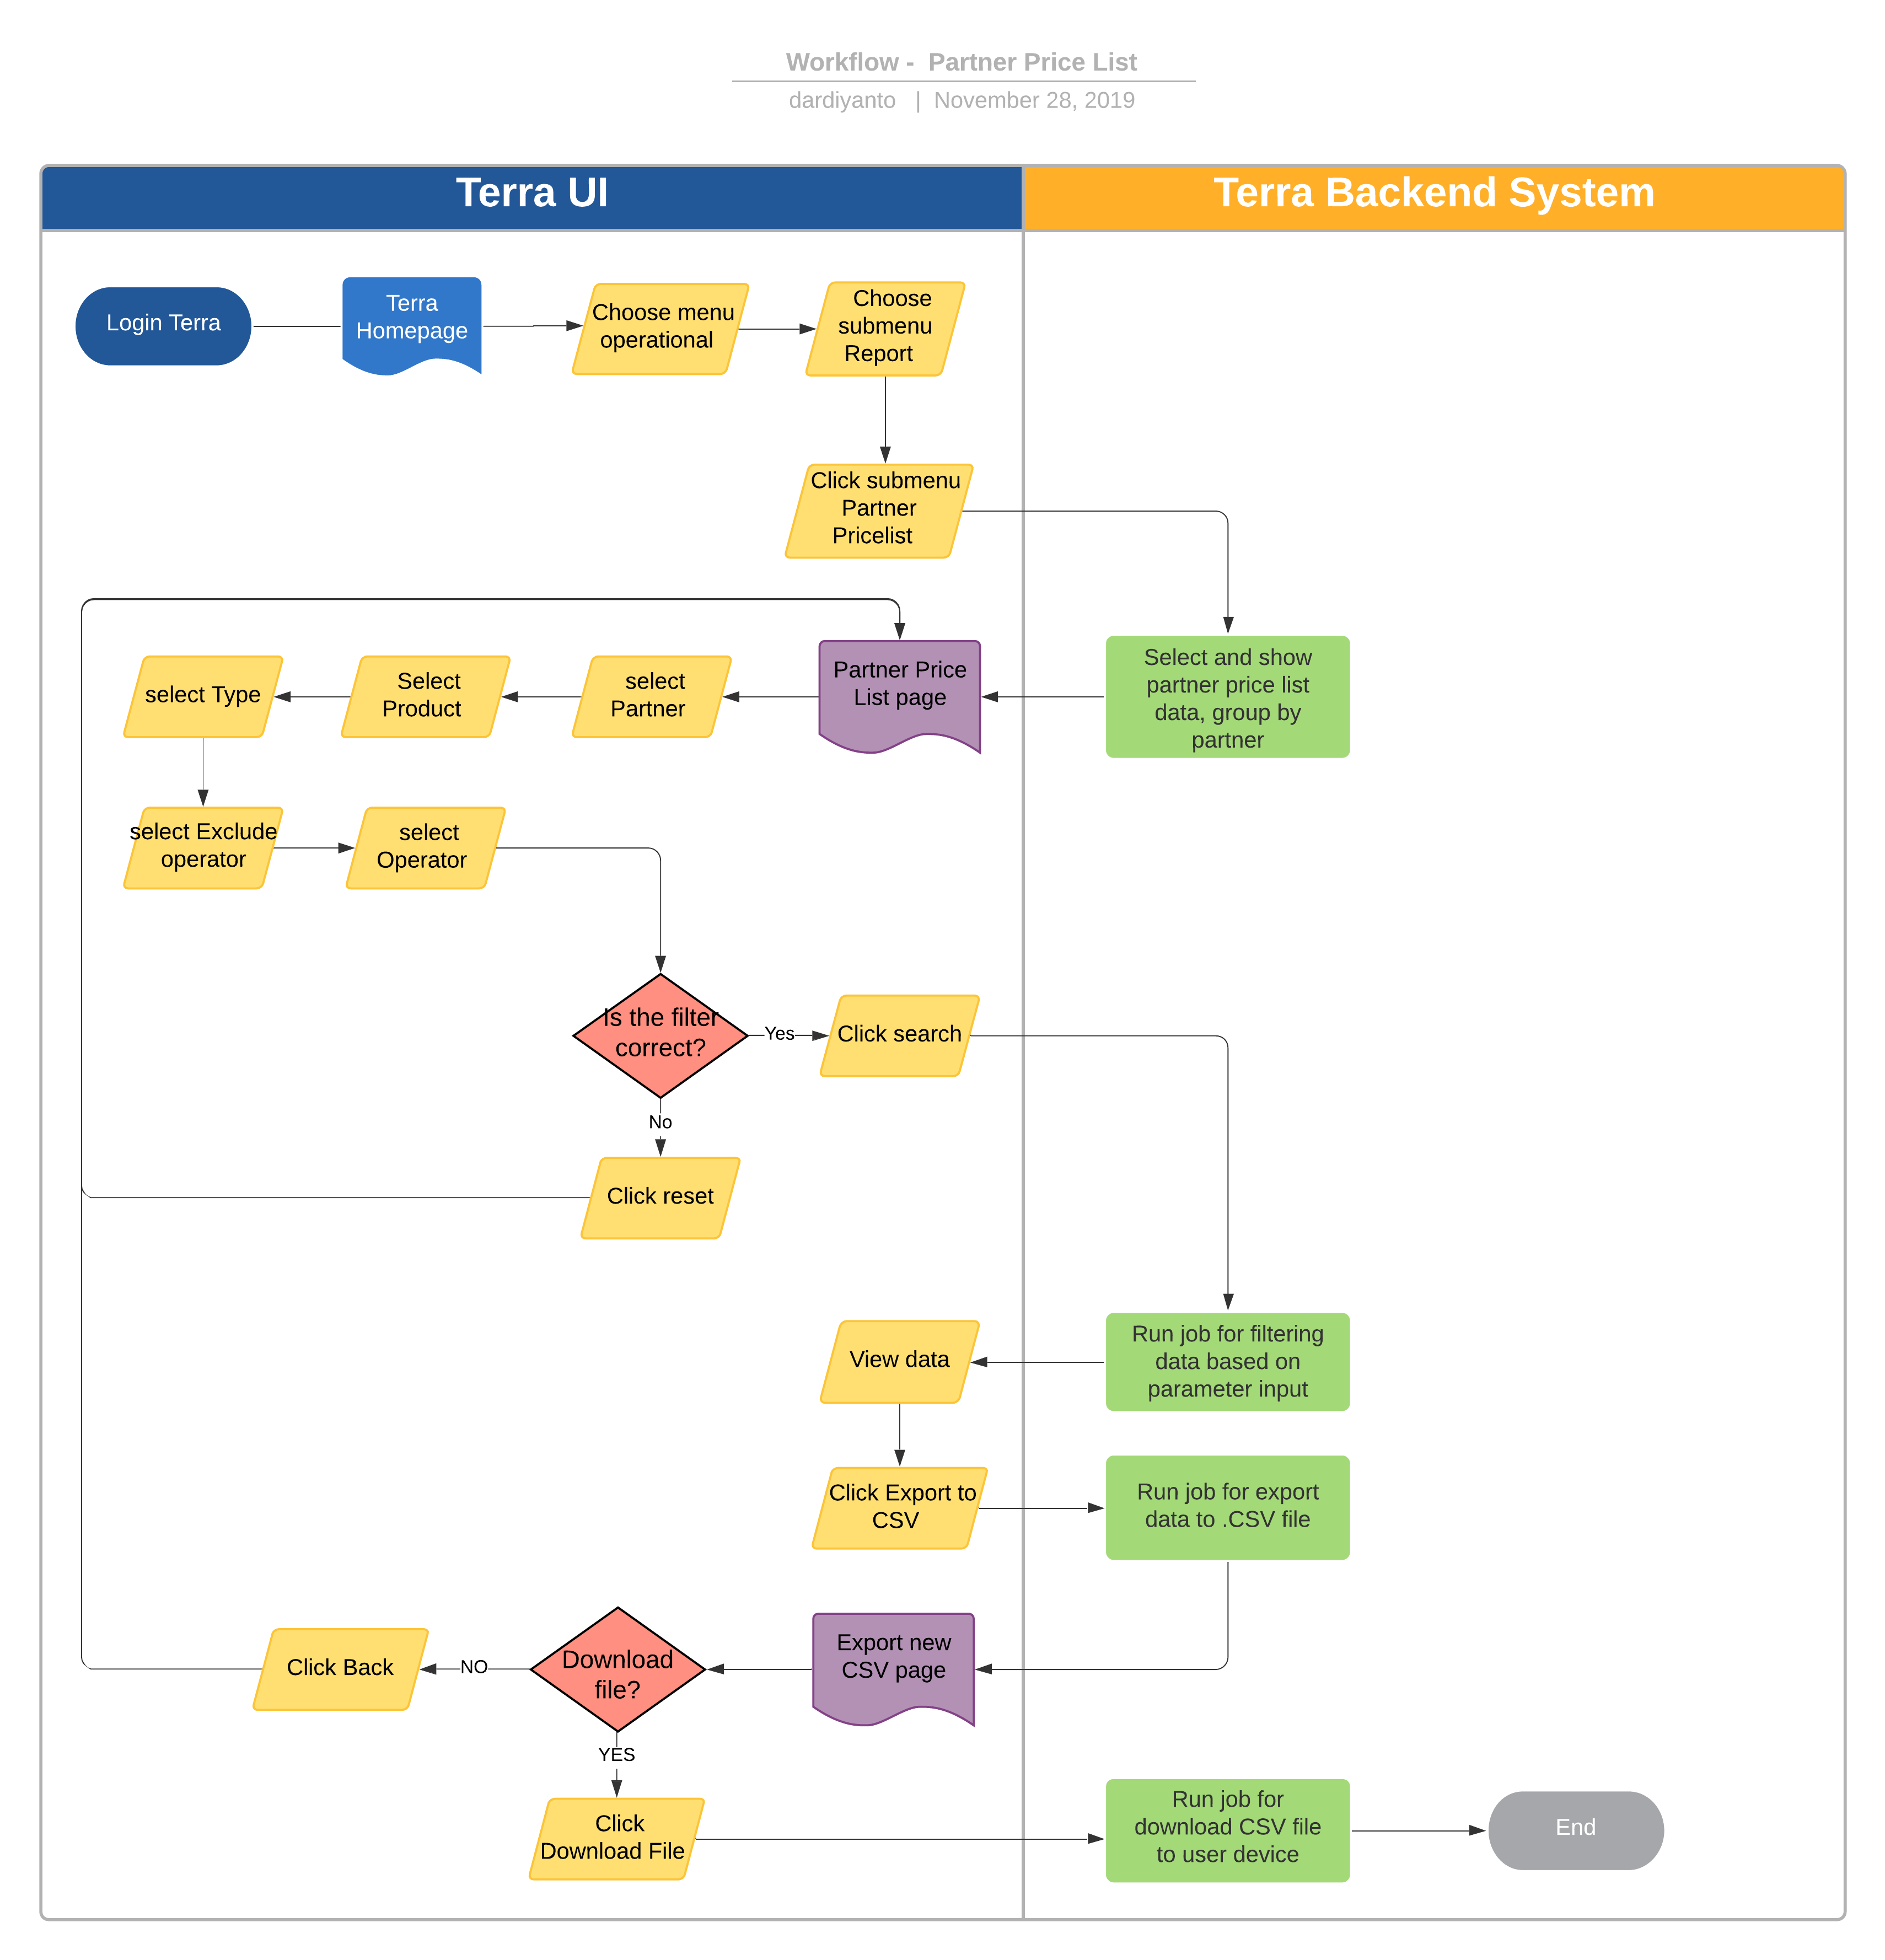 Workflow - Partner Price List
dardiyanto | November 28, 2019
Terra UI
Terra Backend System
Login Terra
Terra
Homepage
Choose menu
operational
Choose
submenu
Report
Click submenu
Partner
Pricelist
Select and show
partner price list
data, group by
partner
Partner Price
List page
select
Partner
Select
Product
select Type
select Exclude
operator
select
Operator
Is the filter
correct?
Yes
Click search
No
Click reset
Run job for filtering
data based on
parameter input
View data
Click Export to
CSV
Run job for export
data to .CSV file
Export new
CSV page
Download
file?
NO
Click Back
YES
Click
Download File
Run job for
download CSV file
to user device
End